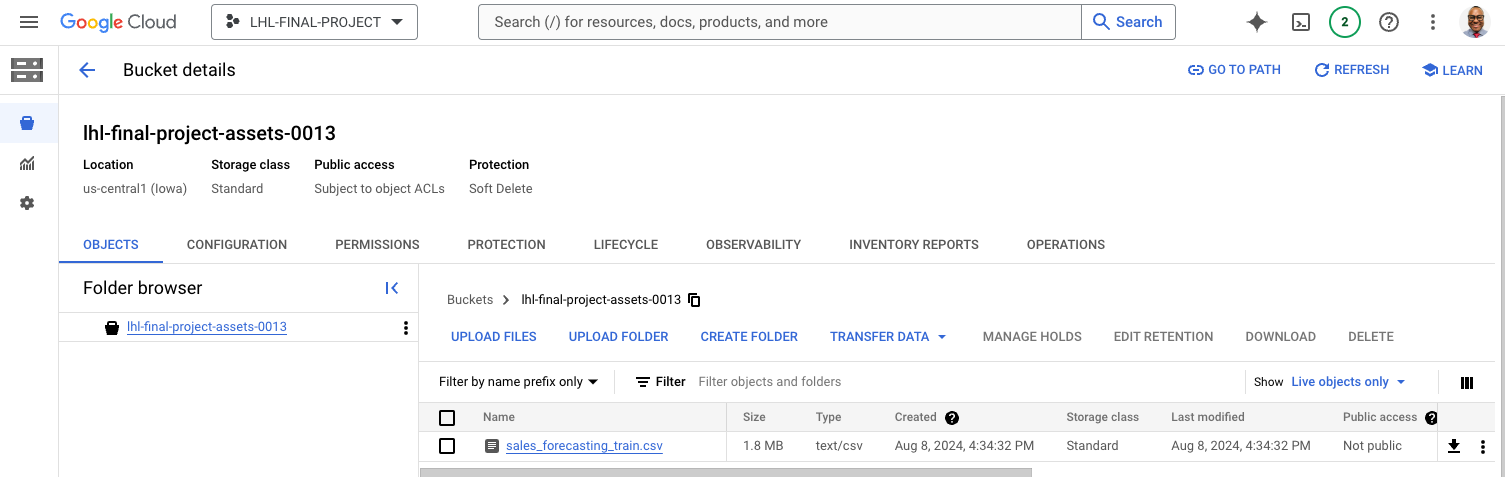 Google Cloud LHL-FINAL-PROJECT Search (/) for resources, docs, products, and more Search 2
Bucket details GO TO PATH REFRESH LEARN
lhl-final-project-assets-0013
Location Storage class Public access Protection
us-central1 (Iowa) Standard Subject to object ACLs Soft Delete
OBJECTS CONFIGURATION PERMISSIONS PROTECTION LIFECYCLE OBSERVABILITY INVENTORY REPORTS OPERATIONS
Folder browser
lhl-final-project-assets-0013
Buckets lhl-final-project-assets-0013
UPLOAD FILES UPLOAD FOLDER CREATE FOLDER TRANSFER DATA MANAGE HOLDS EDIT RETENTION DOWNLOAD DELETE
Filter by name prefix only Filter Filter objects and folders Show Live objects only
Name Size Type Created Storage class Last modified Public access
sales_forecasting_train.csv 1.8 MB text/csv Aug 8, 2024, 4:34:32 PM Standard Aug 8, 2024, 4:34:32 PM Not public